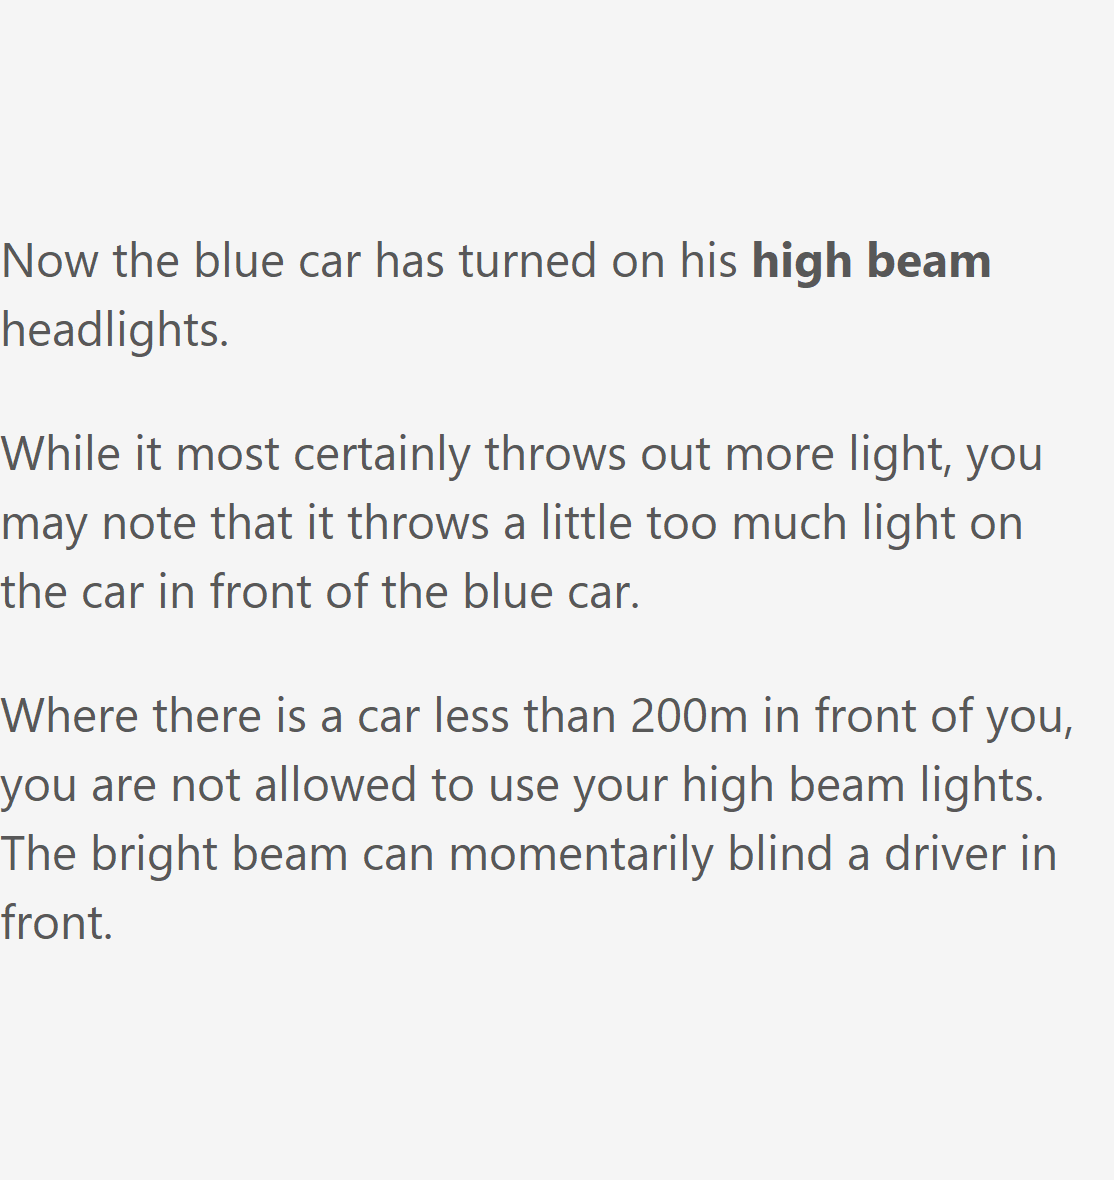 Now the blue car has turned on his high beam
headlights.
While it most certainly throws out more light, you
may note that it throws a little too much light on
the car in front of the blue car.
Where there is a car less than 200m in front of you,
you are not allowed to use your high beam lights.
The bright beam can momentarily blind a driver in
front.